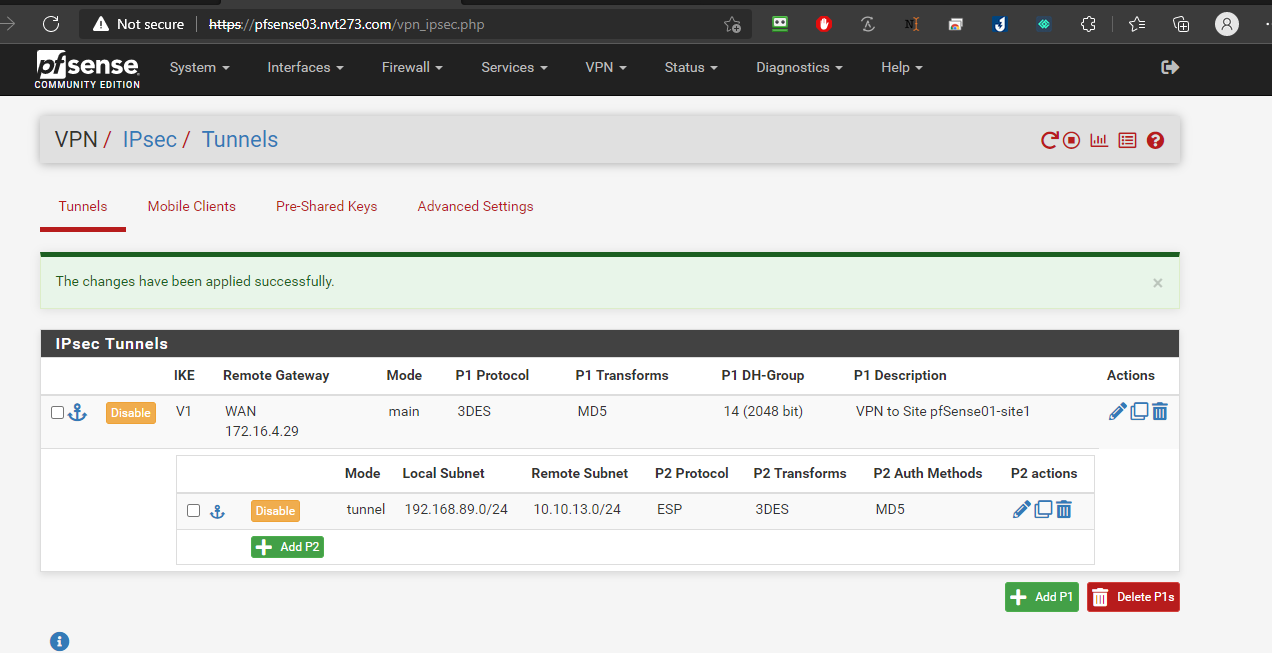 Not secure https://pfsense03.nvt273.com/vpn_ipsec.php
pfsense System Interfaces Firewall Services VPN Status Diagnostics Help
COMMUNITY EDITION
VPN / IPsec / Tunnels
Tunnels Mobile Clients Pre-Shared Keys Advanced Settings
The changes have been applied successfully. ×
IPsec Tunnels
IKE Remote Gateway Mode P1 Protocol P1 Transforms P1 DH-Group P1 Description Actions
Disable V1 WAN main 3DES MD5 14 (2048 bit) VPN to Site pfSense01-site1
172.16.4.29
Mode Local Subnet Remote Subnet P2 Protocol P2 Transforms P2 Auth Methods P2 actions
Disable tunnel 192.168.89.0/24 10.10.13.0/24 ESP 3DES MD5
Add P2
Add P1 Delete P1s